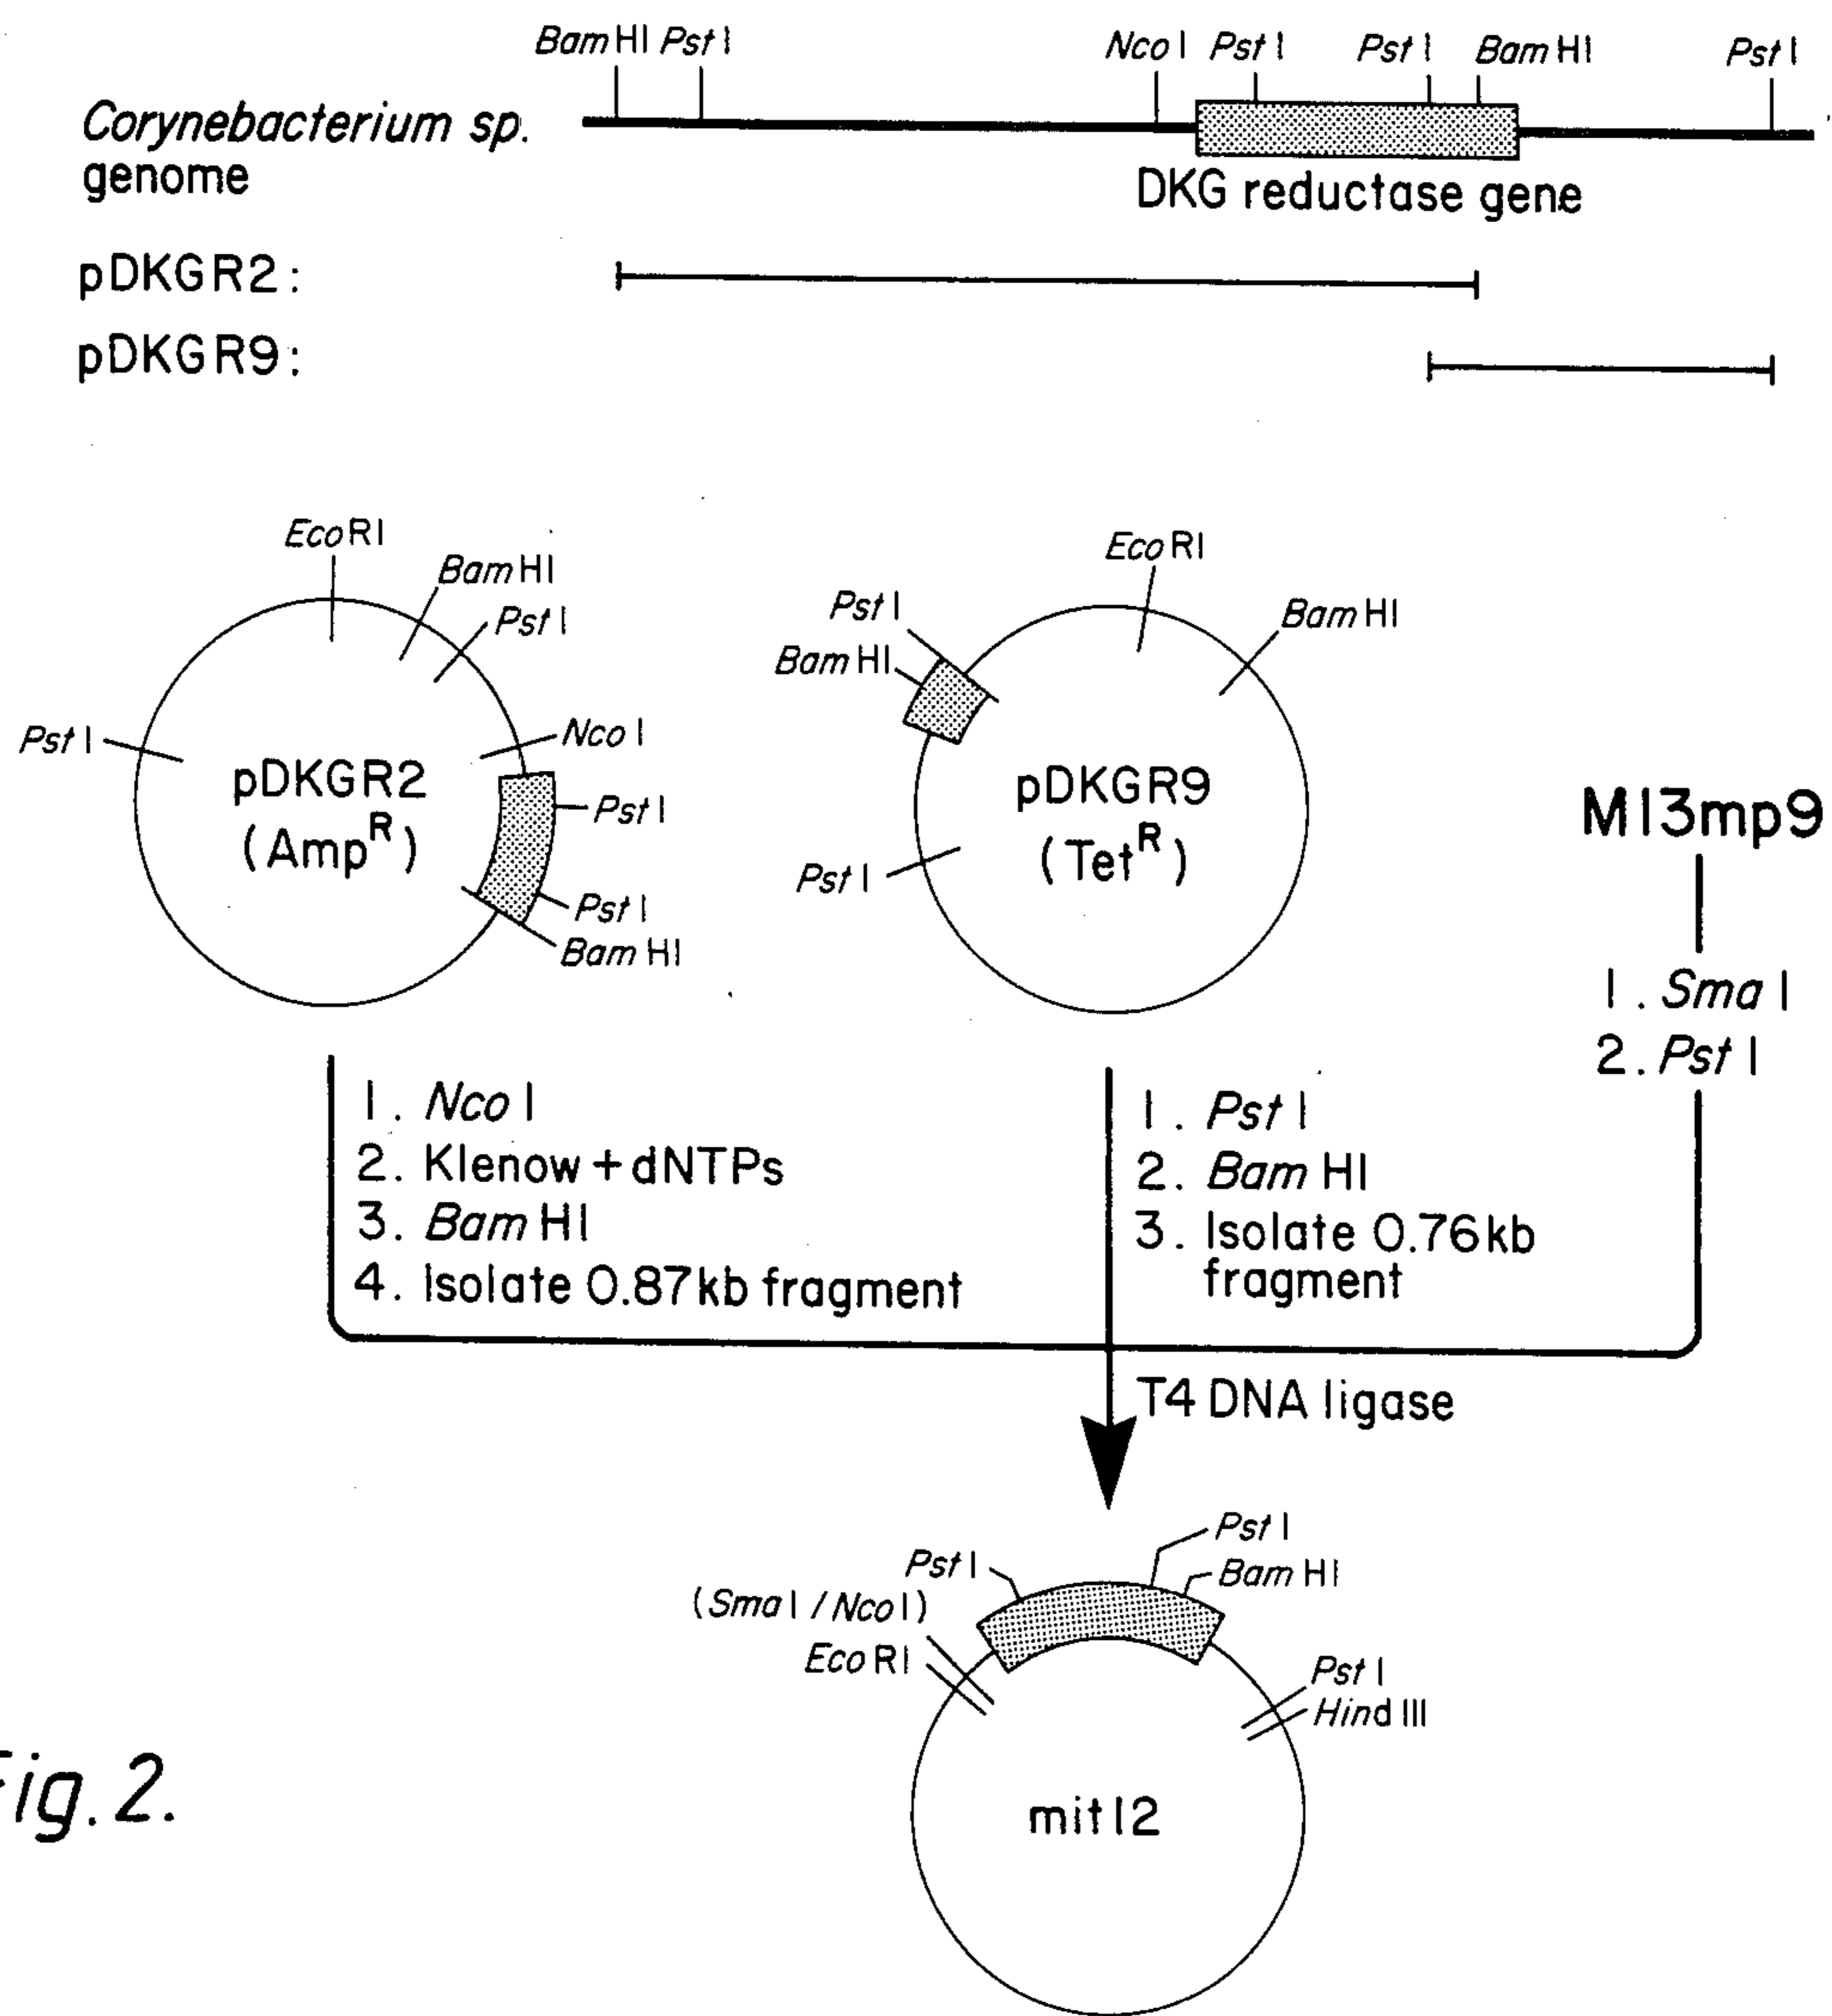 BamHI PstI NcoI PstI PstI BamHI PstI
Corynebacterium sp.
genome
DKG reductase gene
pDKGR2:
pDKGR9:
EcoRI
BamHI
PstI
NcoI
PstI
pDKGR2
(Amp^R)
PstI
PstI
BamHI
EcoRI
PstI
BamHI
BamHI
pDKGR9
(Tet^R)
PstI
M13mp9
1. SmaI
2. PstI
1. NcoI
2. Klenow + dNTPs
3. BamHI
4. Isolate 0.87kb fragment
1. PstI
2. BamHI
3. Isolate 0.76kb
fragment
T4 DNA ligase
PstI
PstI
BamHI
(SmaI/NcoI)
EcoRI
PstI
HindIII
mit12
Fig. 2.